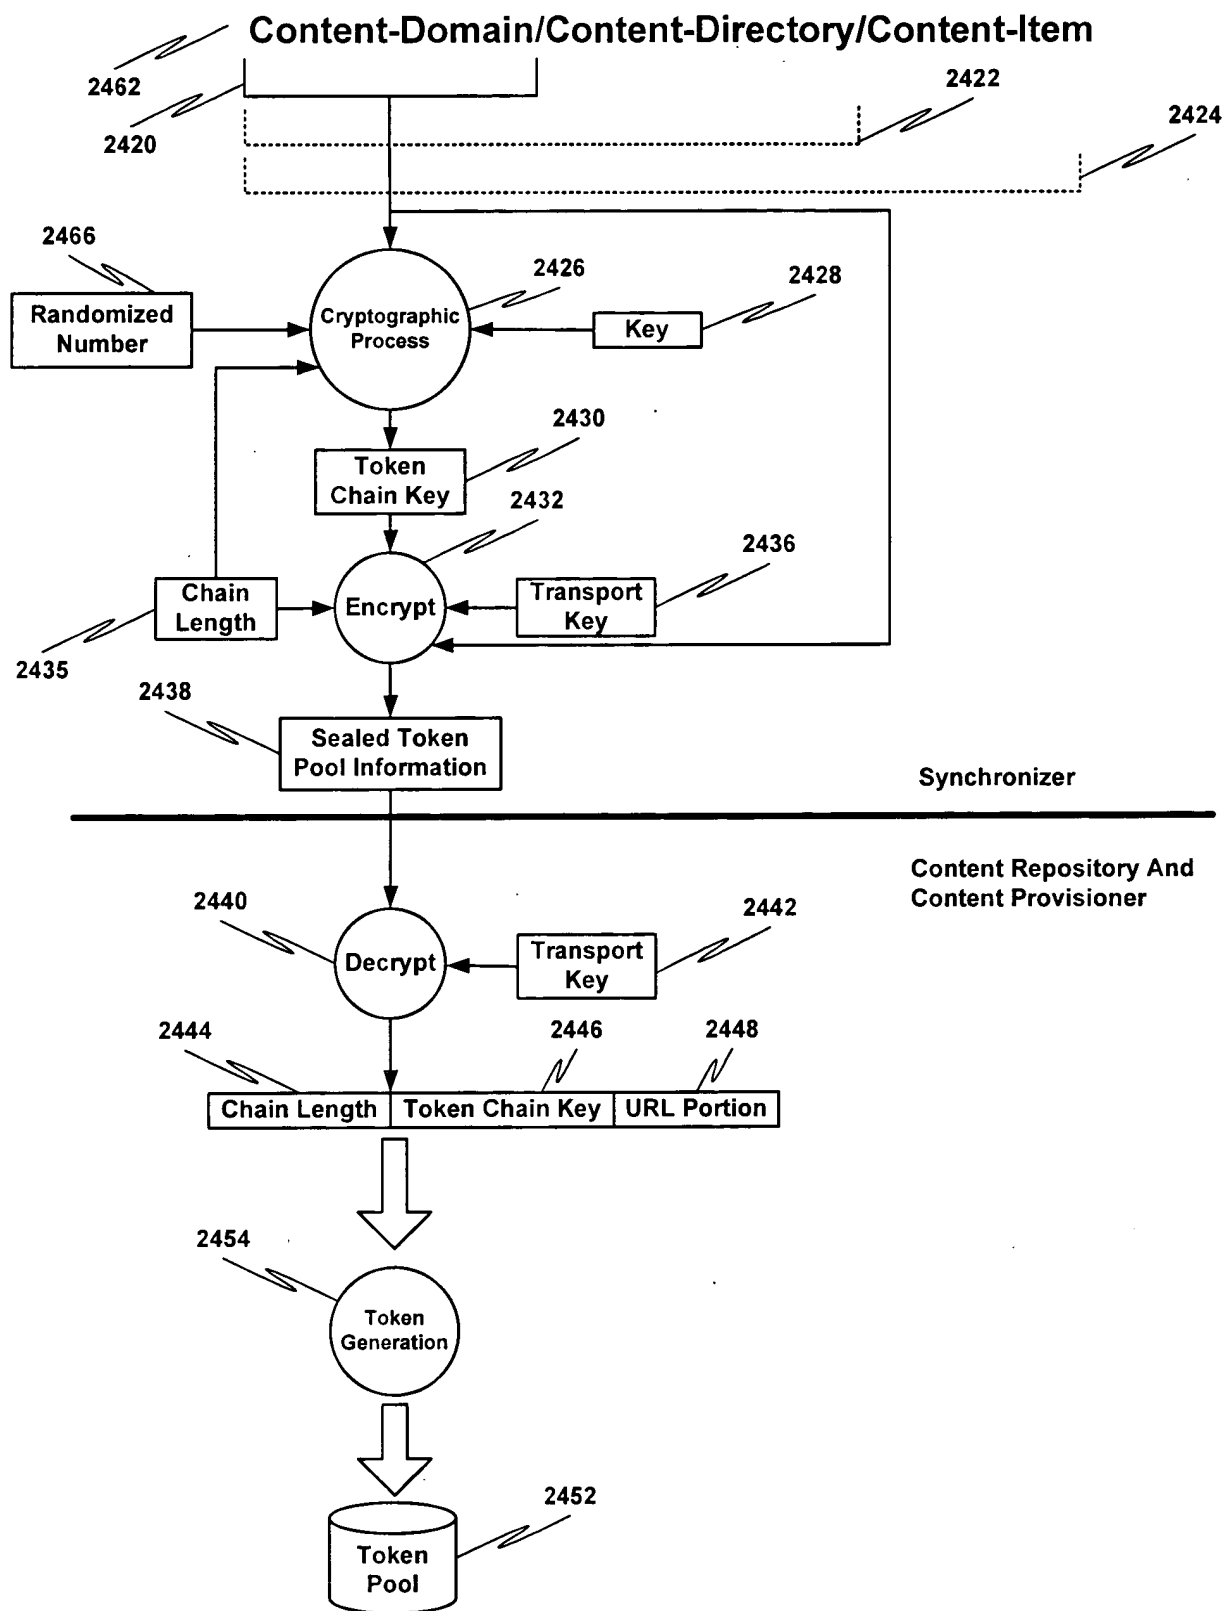 Content-Domain/Content-Directory/Content-Item
2462
2420
2422
2424
2466
2426
2428
Randomized
Number
Cryptographic
Process
Key
2430
Token
Chain Key
2432
2436
Chain
Length
Encrypt
Transport
Key
2435
2438
Sealed Token
Pool Information
Synchronizer
Content Repository And
Content Provisioner
2440
2442
Decrypt
Transport
Key
2444
2446
2448
Chain Length
Token Chain Key
URL Portion
2454
Token
Generation
2452
Token
Pool